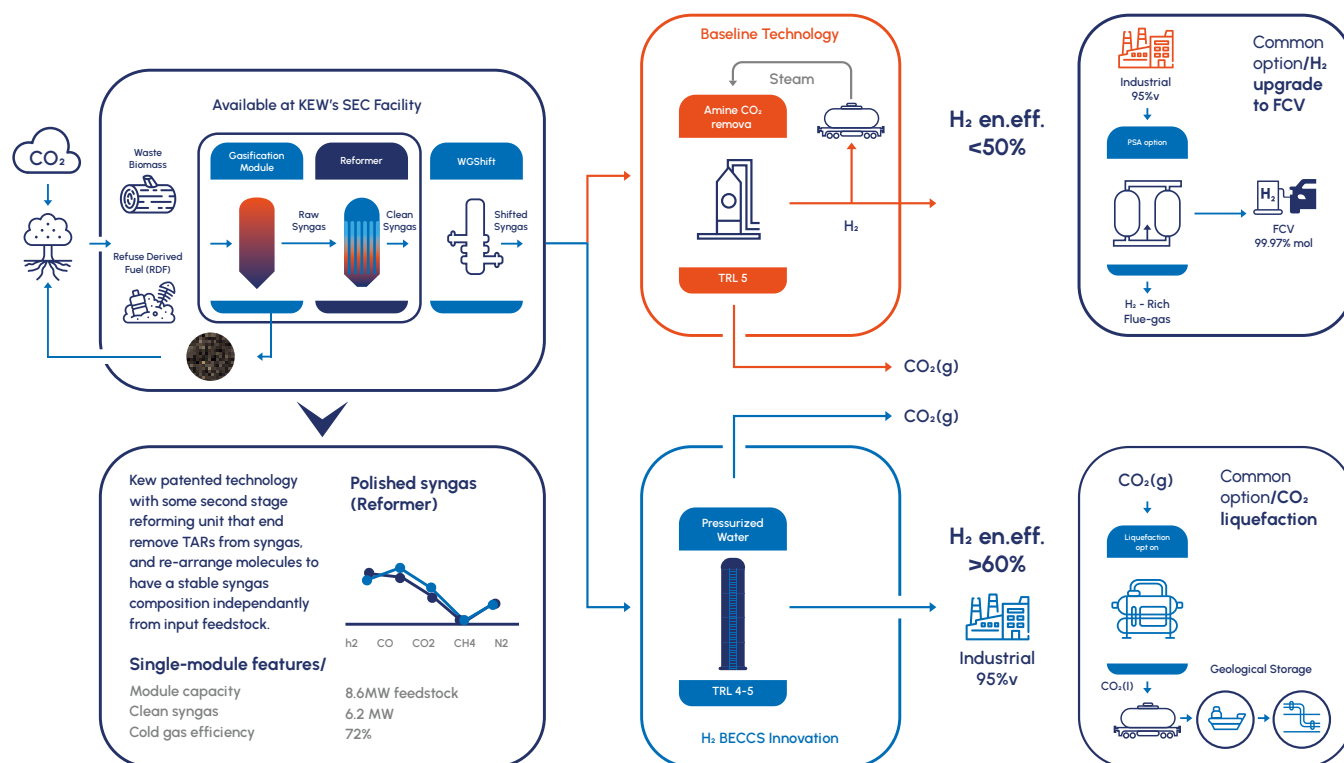 Available at KEW's SEC Facility
CO₂
Waste
Biomass
Refuse Derived
Fuel (RDF)
Gasification
Module
Raw
Syngas
Reformer
Clean
Syngas
WGShift
Shifted
Syngas
Kew patented technology
with some second stage
reforming unit that end
remove TARs from syngas,
and re-arrange molecules to
have a stable syngas
composition independantly
from input feedstock.
Polished syngas
(Reformer)
h2 CO CO2 CH4 N2
Single-module features/
Module capacity 8.6MW feedstock
Clean syngas 6.2 MW
Cold gas efficiency 72%
Baseline Technology
Steam
Amine CO₂
remova
H₂
TRL 5
CO₂(g)
H₂ en.eff.
<50%
CO₂(g)
Pressurized
Water
TRL 4-5
H₂ BECCS Innovation
H₂ en.eff.
>60%
Industrial
95%v
Common
option/H₂
upgrade
to FCV
Industrial
95%v
PSA option
H₂
FCV
99.97% mol
H₂ - Rich
Flue-gas
Common
option/CO₂
liquefaction
CO₂(g)
Liquefaction
opt on
CO₂(l)
Geological Storage